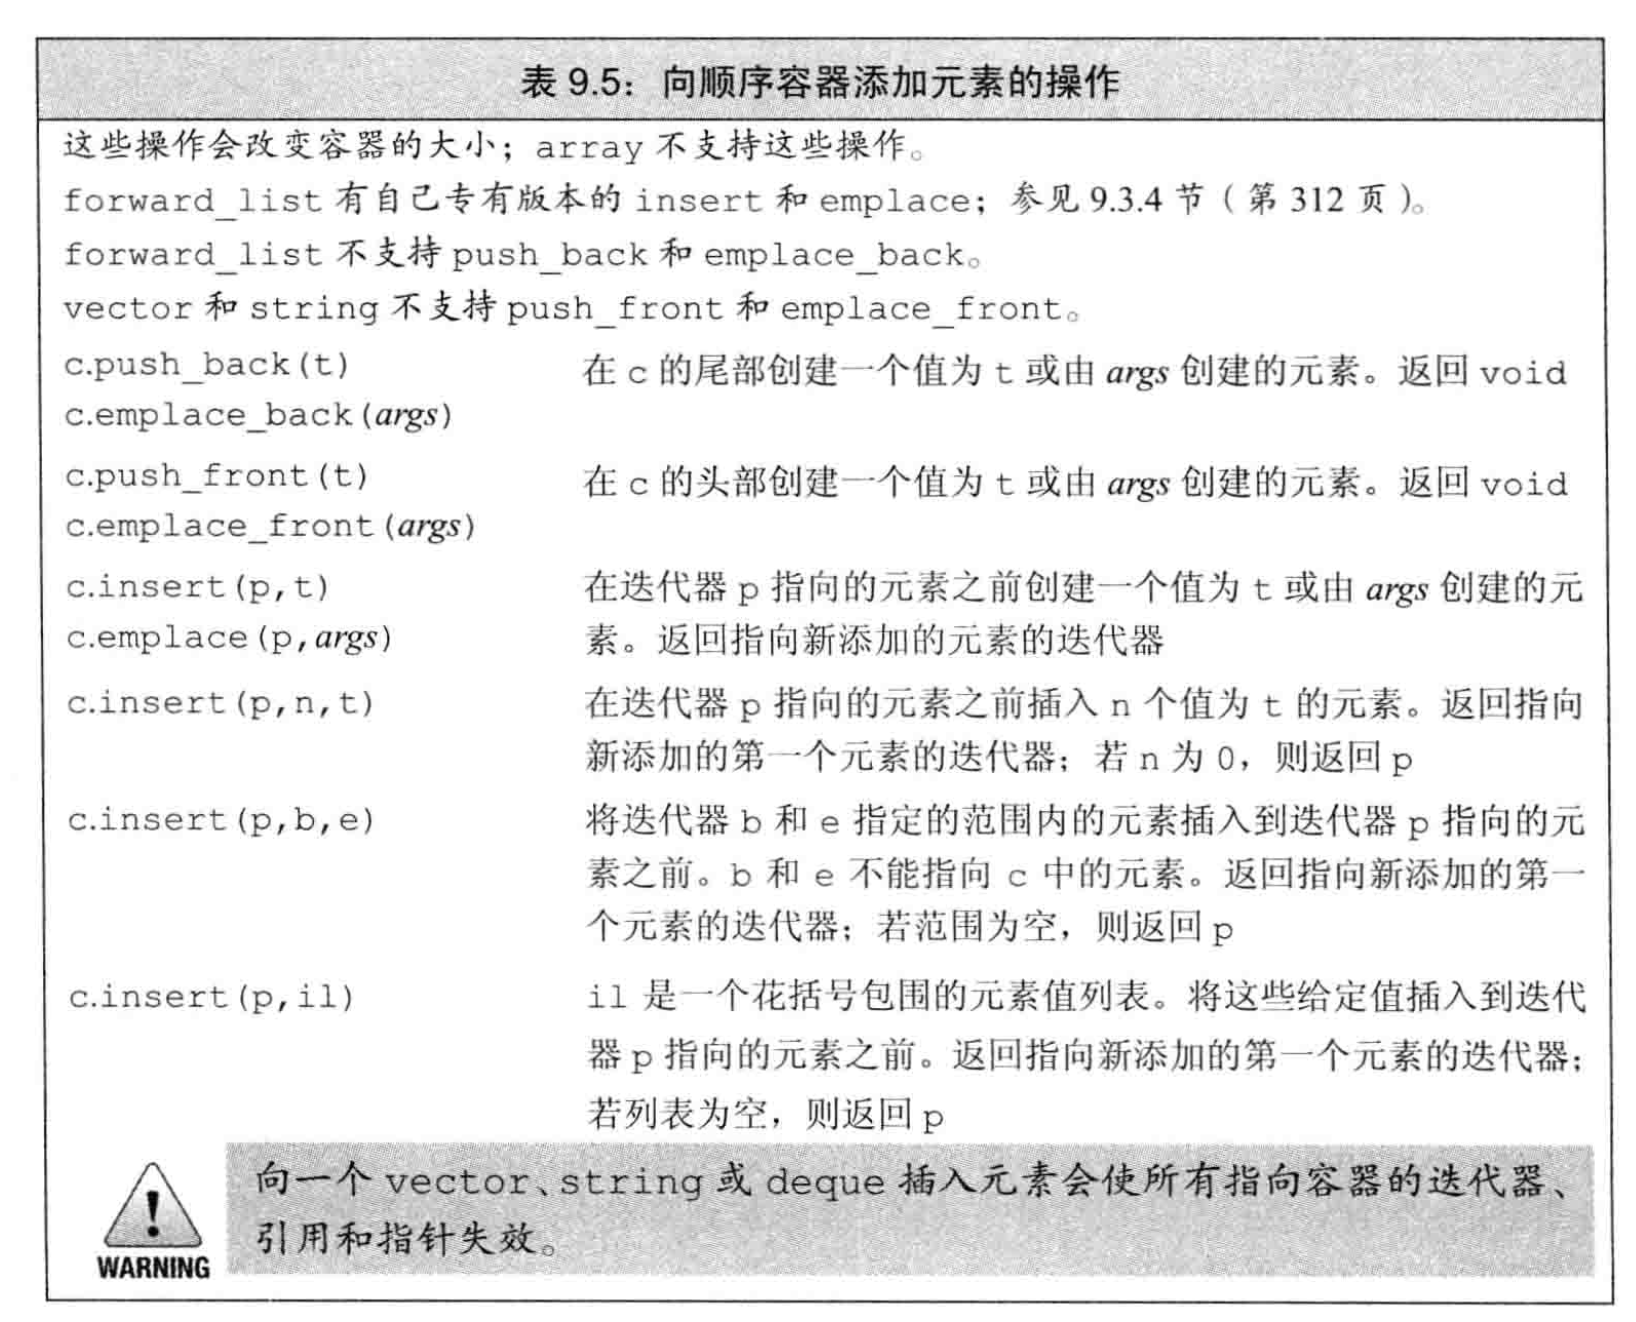 表 9.5：向顺序容器添加元素的操作
这些操作会改变容器的大小；array 不支持这些操作。
forward_list 有自己专有版本的 insert 和 emplace；参见 9.3.4 节（第 312 页）。
forward_list 不支持 push_back 和 emplace_back。
vector 和 string 不支持 push_front 和 emplace_front。
c.push_back(t) 在 c 的尾部创建一个值为 t 或由 args 创建的元素。返回 void
c.emplace_back(args)
c.push_front(t) 在 c 的头部创建一个值为 t 或由 args 创建的元素。返回 void
c.emplace_front(args)
c.insert(p,t) 在迭代器 p 指向的元素之前创建一个值为 t 或由 args 创建的元
c.emplace(p,args) 素。返回指向新添加的元素的迭代器
c.insert(p,n,t) 在迭代器 p 指向的元素之前插入 n 个值为 t 的元素。返回指向
新添加的第一个元素的迭代器；若 n 为 0，则返回 p
c.insert(p,b,e) 将迭代器 b 和 e 指定的范围内的元素插入到迭代器 p 指向的元
素之前。b 和 e 不能指向 c 中的元素。返回指向新添加的第一
个元素的迭代器；若范围为空，则返回 p
c.insert(p,il) il 是一个花括号包围的元素值列表。将这些给定值插入到迭代
器 p 指向的元素之前。返回指向新添加的第一个元素的迭代器；
若列表为空，则返回 p
向一个 vector、string 或 deque 插入元素会使所有指向容器的迭代器、
引用和指针失效。
WARNING